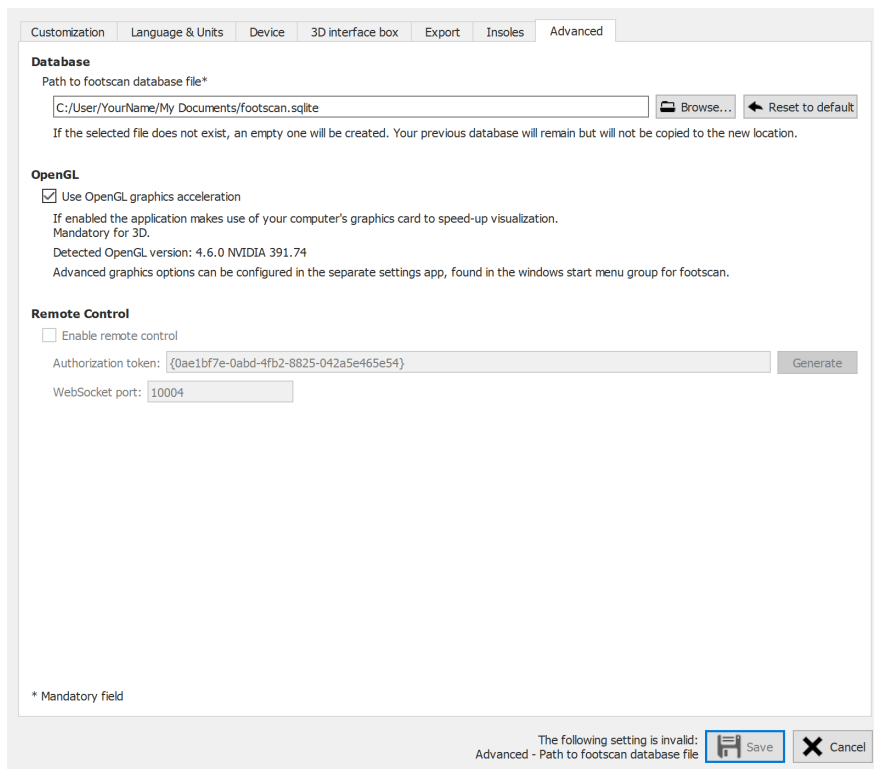 Customization Language & Units Device 3D interface box Export Insoles Advanced
Database
Path to footscan database file*
C:/User/YourName/My Documents/footscan.sqlite Browse... Reset to default
If the selected file does not exist, an empty one will be created. Your previous database will remain but will not be copied to the new location.
OpenGL
Use OpenGL graphics acceleration
If enabled the application makes use of your computer's graphics card to speed-up visualization.
Mandatory for 3D.
Detected OpenGL version: 4.6.0 NVIDIA 391.74
Advanced graphics options can be configured in the separate settings app, found in the windows start menu group for footscan.
Remote Control
Enable remote control
Authorization token: {0ae1bf7e-0abd-4fb2-8825-042a5e465e54} Generate
WebSocket port: 10004
* Mandatory field
The following setting is invalid:
Advanced - Path to footscan database file Save Cancel